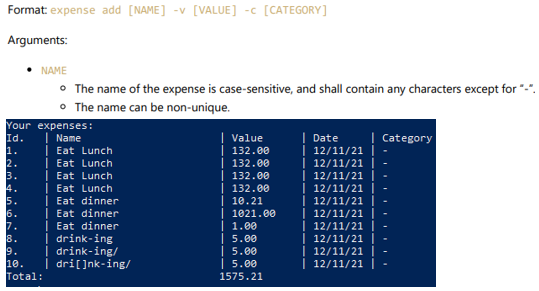 Format: expense add [NAME] -v [VALUE] -c [CATEGORY]
Arguments:
• NAME
○ The name of the expense is case-sensitive, and shall contain any characters except for "-".
○ The name can be non-unique.
Your expenses:
Id. | Name | Value | Date | Category
1. | Eat Lunch | 132.00 | 12/11/21 | -
2. | Eat Lunch | 132.00 | 12/11/21 | -
3. | Eat Lunch | 132.00 | 12/11/21 | -
4. | Eat Lunch | 132.00 | 12/11/21 | -
5. | Eat dinner | 10.21 | 12/11/21 | -
6. | Eat dinner | 1021.00 | 12/11/21 | -
7. | Eat dinner | 1.00 | 12/11/21 | -
8. | drink-ing | 5.00 | 12/11/21 | -
9. | drink-ing/ | 5.00 | 12/11/21 | -
10. | dri[]nk-ing/ | 5.00 | 12/11/21 | -
Total: 1575.21